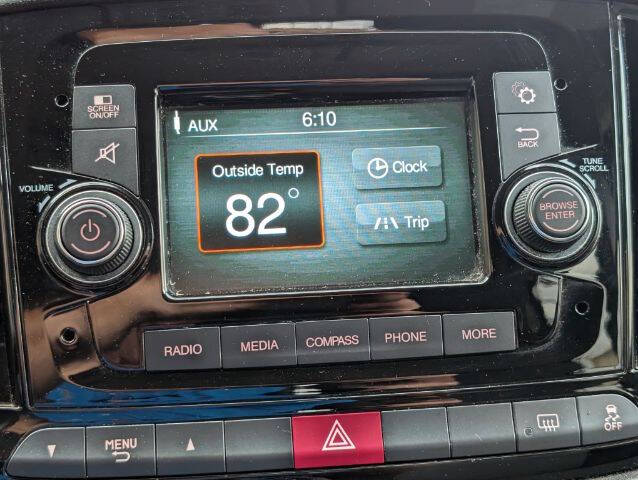 AUX 6:10
SCREEN
ON/OFF
BACK
VOLUME
TUNE
SCROLL
Outside Temp
82°
Clock
Trip
BROWSE
ENTER
RADIO MEDIA COMPASS PHONE MORE
MENU
OFF